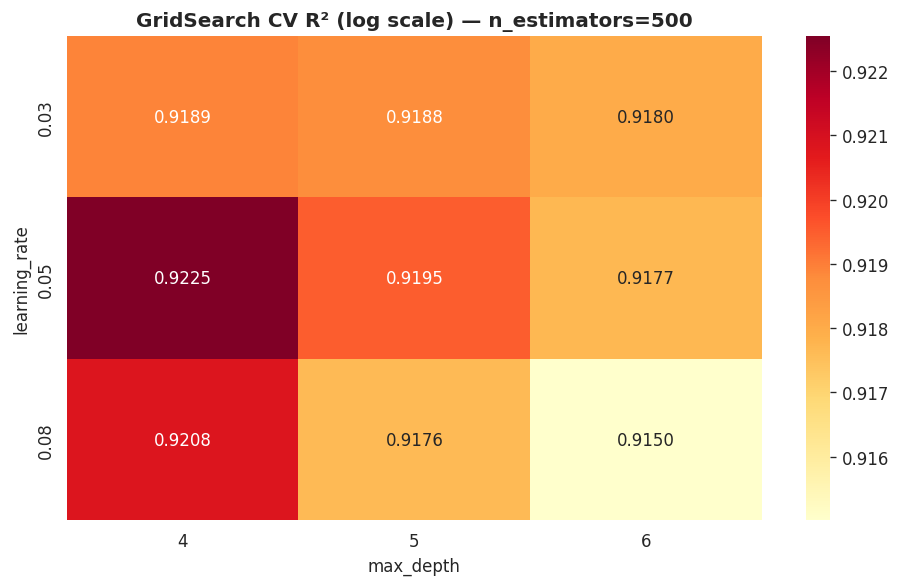 GridSearch CV R² (log scale) — n_estimators=500
learning_rate
0.03
0.9189 0.9188 0.9180
0.05
0.9225 0.9195 0.9177
0.08
0.9208 0.9176 0.9150
4 5 6
max_depth
0.922
0.921
0.920
0.919
0.918
0.917
0.916